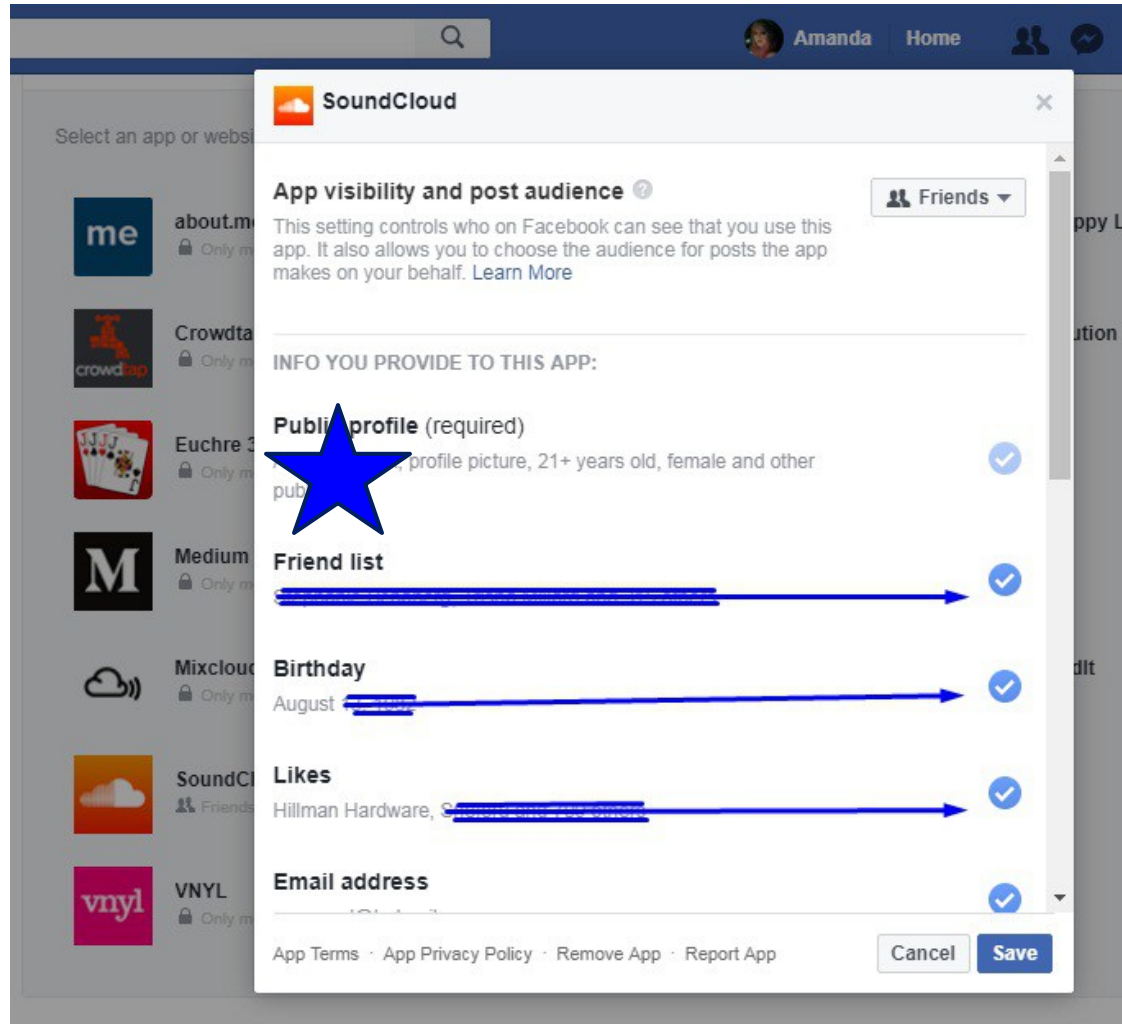 Amanda Home
SoundCloud
Select an app or websi
App visibility and post audience
Friends
This setting controls who on Facebook can see that you use this
app. It also allows you to choose the audience for posts the app
makes on your behalf. Learn More
me
about.me
Only m
ppy L
crowdtap
Crowdta
Only m
ution
INFO YOU PROVIDE TO THIS APP:
Public profile (required)
profile picture, 21+ years old, female and other
pub
JJJJ
Euchre 3
Only m
M
Medium
Only m
Friend list
Mixcloud
Only m
dIt
Birthday
August
SoundCl
Friends
Likes
Hillman Hardware,
vnyl
VNYL
Only m
Email address
App Terms · App Privacy Policy · Remove App · Report App
Cancel Save